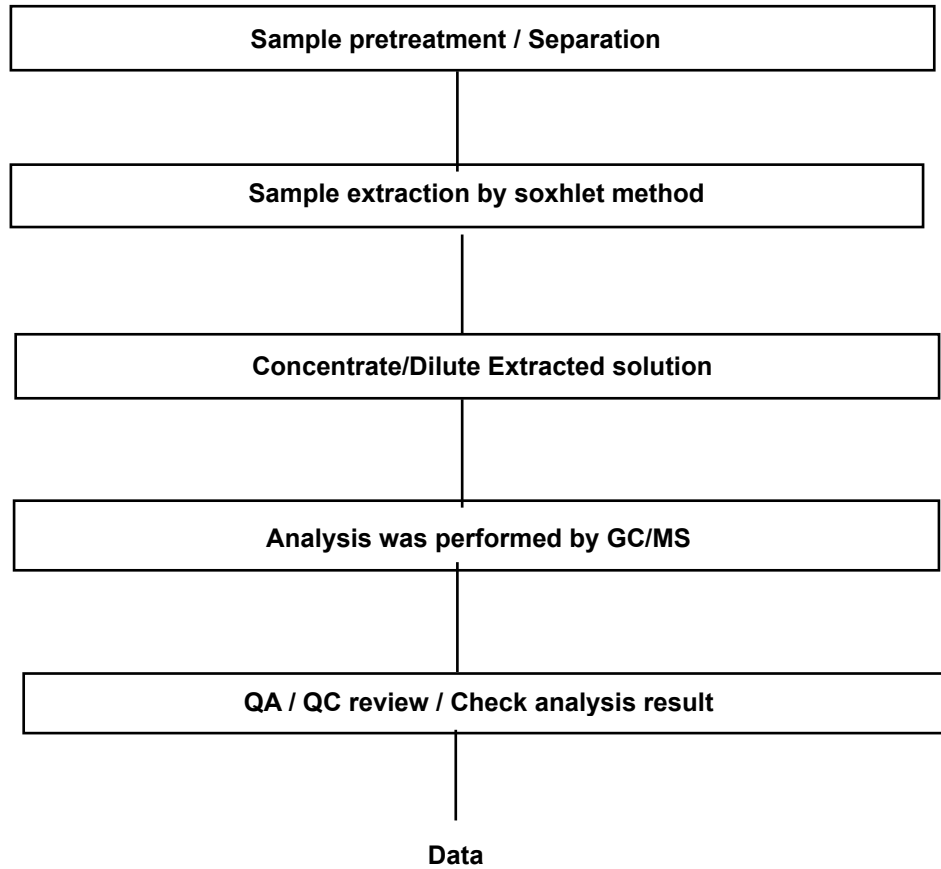 Sample pretreatment / Separation
Sample extraction by soxhlet method
Concentrate/Dilute Extracted solution
Analysis was performed by GC/MS
QA / QC review / Check analysis result
Data